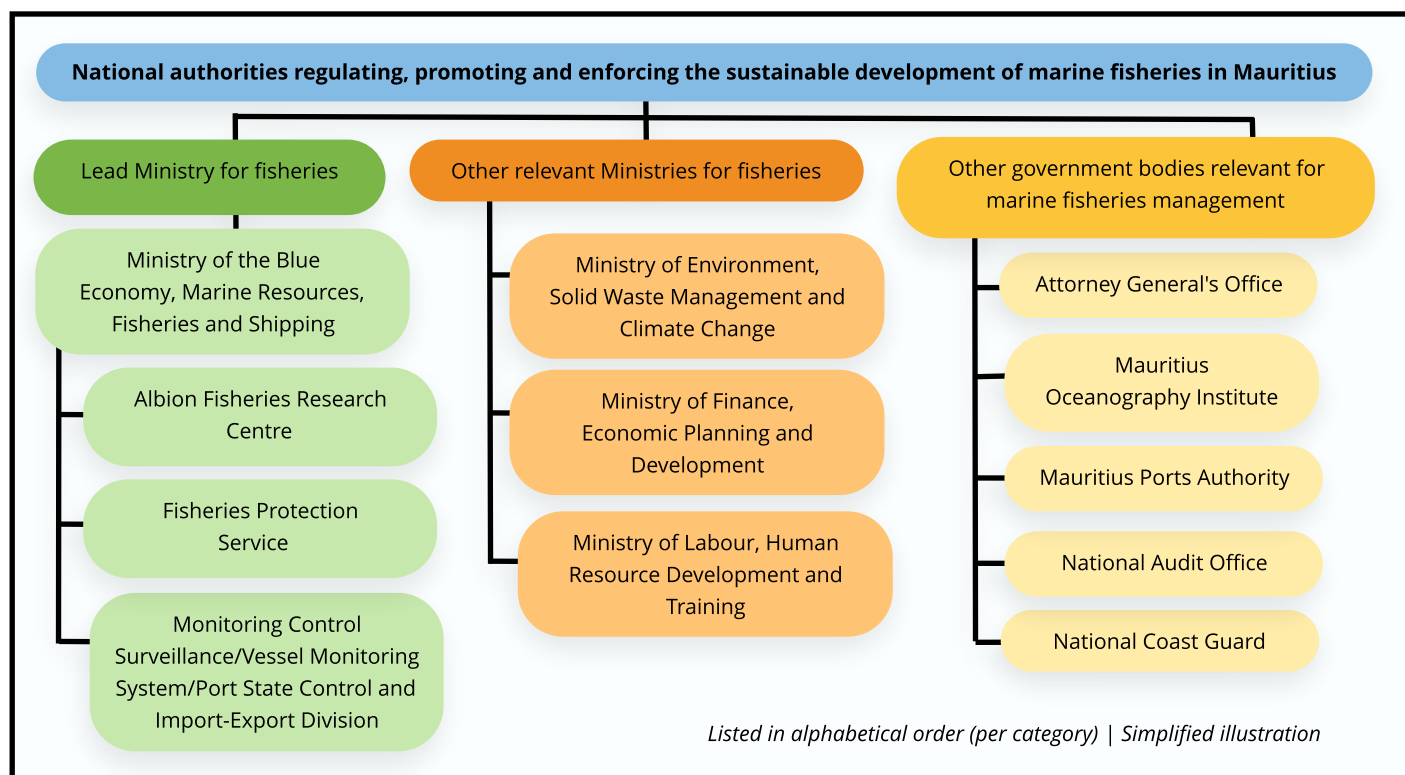 National authorities regulating, promoting and enforcing the sustainable development of marine fisheries in Mauritius
Lead Ministry for fisheries
Ministry of the Blue
Economy, Marine Resources,
Fisheries and Shipping
Albion Fisheries Research
Centre
Fisheries Protection
Service
Monitoring Control
Surveillance/Vessel Monitoring
System/Port State Control and
Import-Export Division
Other relevant Ministries for fisheries
Ministry of Environment,
Solid Waste Management and
Climate Change
Ministry of Finance,
Economic Planning and
Development
Ministry of Labour, Human
Resource Development and
Training
Other government bodies relevant for
marine fisheries management
Attorney General's Office
Mauritius
Oceanography Institute
Mauritius Ports Authority
National Audit Office
National Coast Guard
Listed in alphabetical order (per category) | Simplified illustration